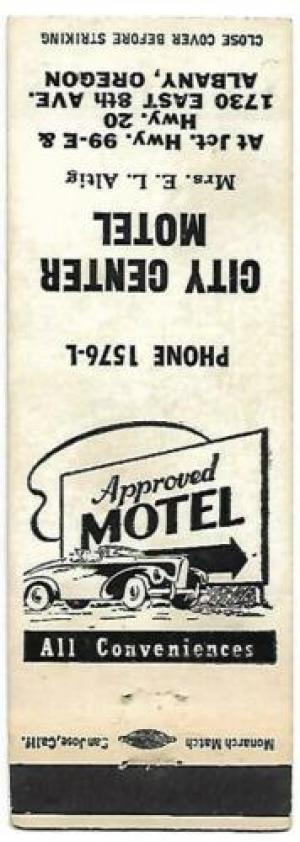 PHONE 1576-L
CITY CENTER
MOTEL
Mrs. E. L. Altig
At Jct. Hwy. 99-E &
Hwy. 20
1730 EAST 8th AVE.
ALBANY, OREGON
CLOSE COVER BEFORE STRIKING
Approved
MOTEL
All Conveniences
Monarch Match San Jose, Calif.